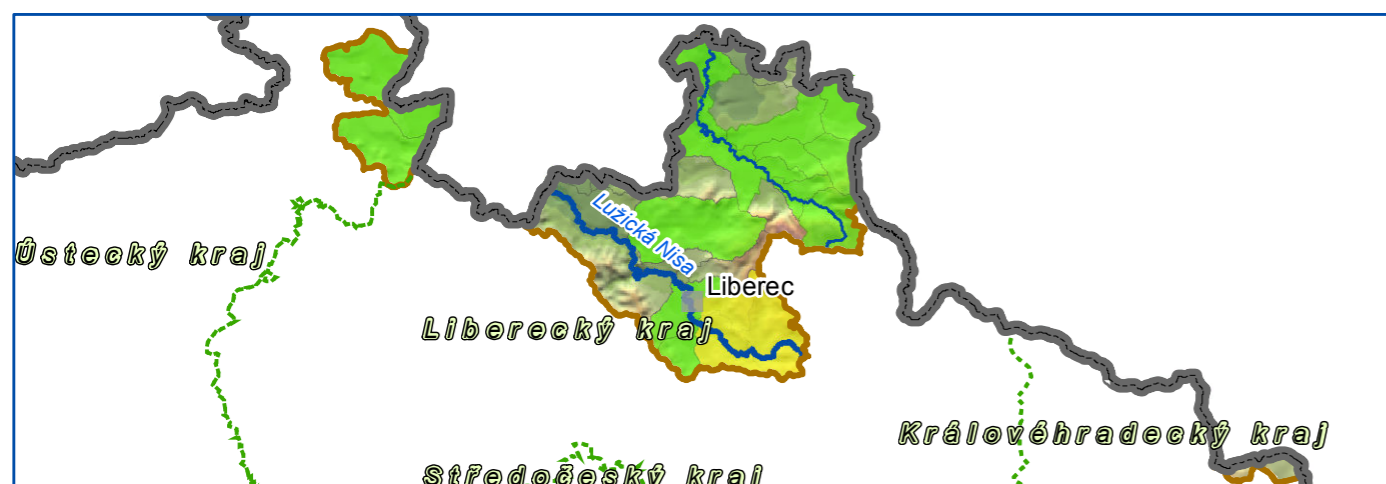 Lužická Nisa
Ústecký kraj
Liberec
Liberecký kraj
Královéhradecký kraj
Středočeský kraj